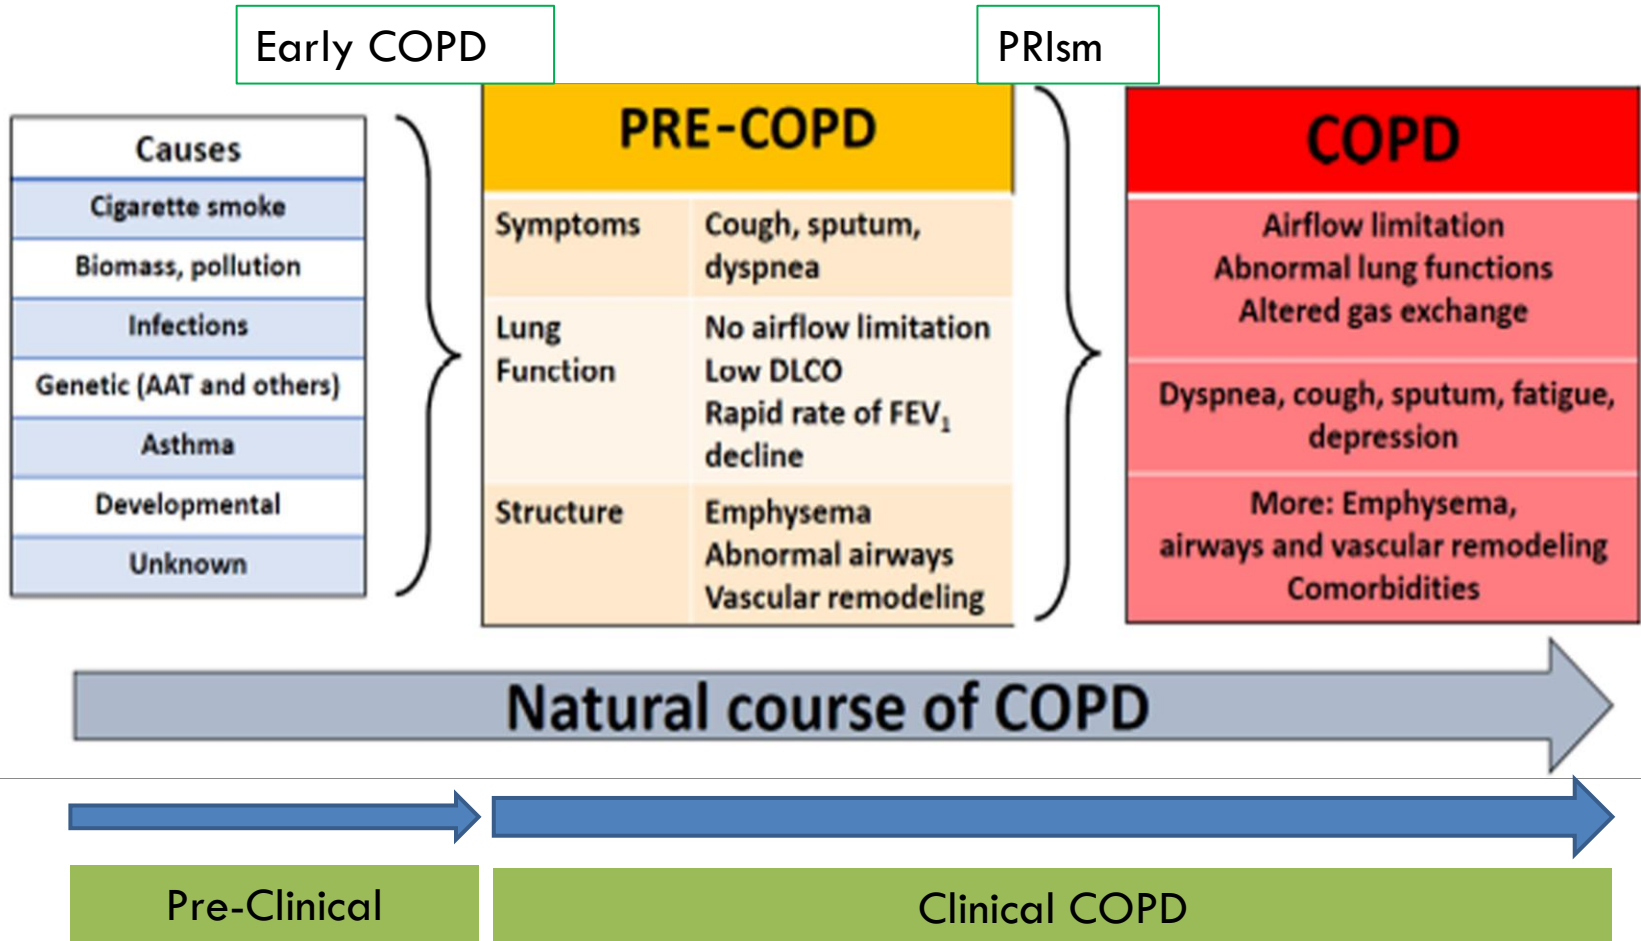 Early COPD
PRIsm
Causes
Cigarette smoke
Biomass, pollution
Infections
Genetic (AAT and others)
Asthma
Developmental
Unknown
PRE-COPD
Symptoms
Cough, sputum,
dyspnea
Lung
Function
No airflow limitation
Low DLCO
Rapid rate of FEV₁
decline
Structure
Emphysema
Abnormal airways
Vascular remodeling
COPD
Airflow limitation
Abnormal lung functions
Altered gas exchange
Dyspnea, cough, sputum, fatigue,
depression
More: Emphysema,
airways and vascular remodeling
Comorbidities
Natural course of COPD
Pre-Clinical
Clinical COPD